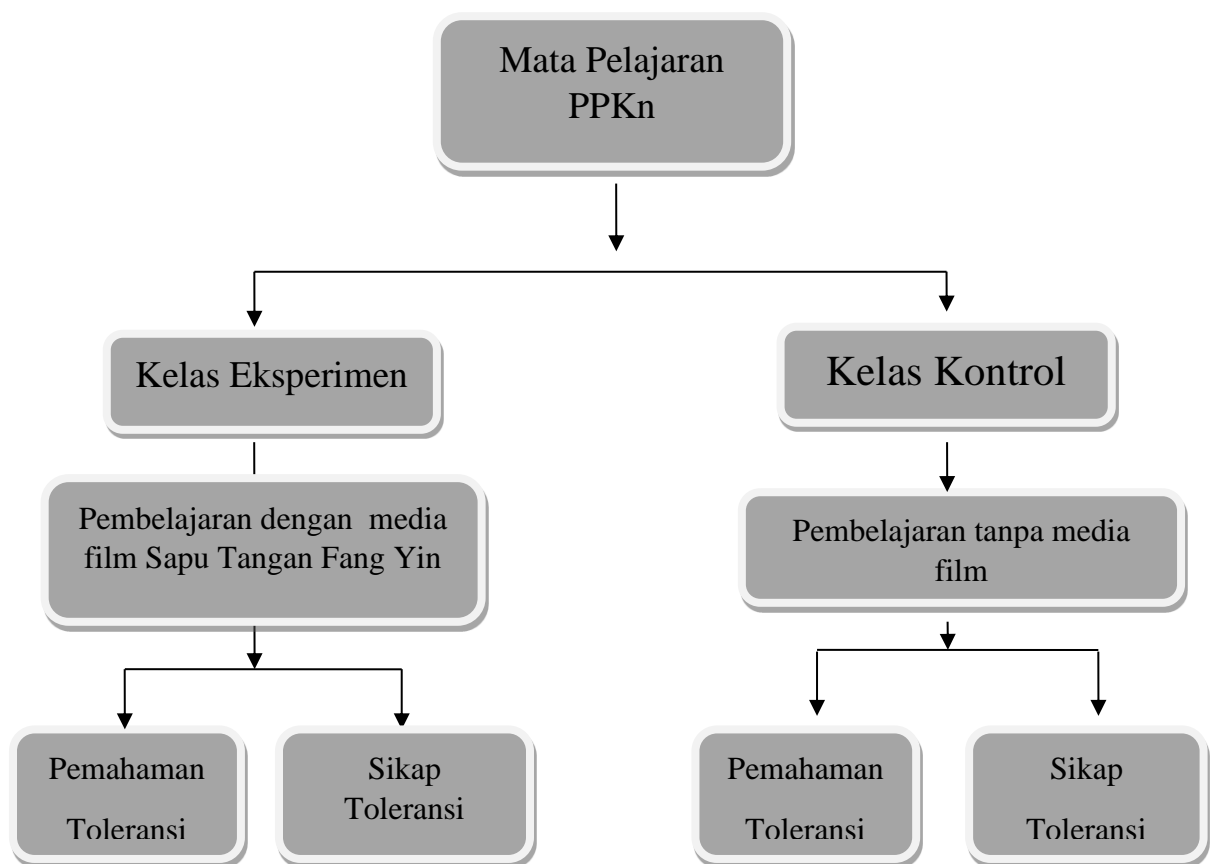 Mata Pelajaran
PPKn
Kelas Eksperimen
Kelas Kontrol
Pembelajaran dengan media
film Sapu Tangan Fang Yin
Pembelajaran tanpa media
film
Pemahaman
Toleransi
Sikap
Toleransi
Pemahaman
Toleransi
Sikap
Toleransi